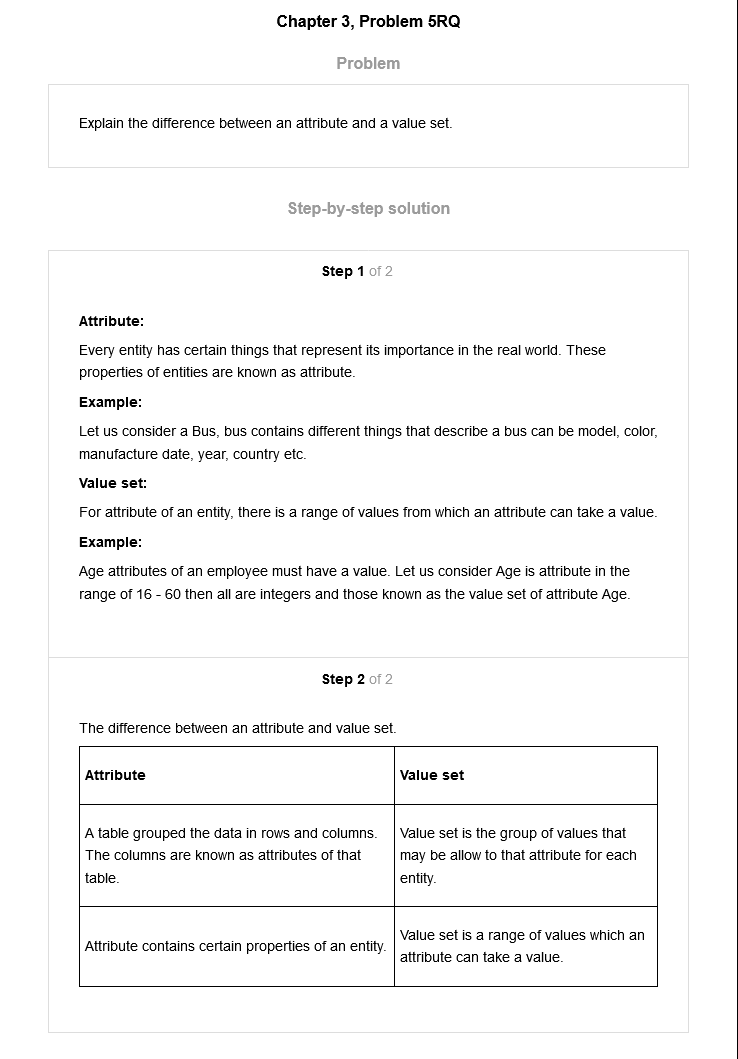 Chapter 3, Problem 5RQ
Problem
Explain the difference between an attribute and a value set.
Step-by-step solution
Step 1 of 2
Attribute:
Every entity has certain things that represent its importance in the real world. These
properties of entities are known as attribute.
Example:
Let us consider a Bus, bus contains different things that describe a bus can be model, color,
manufacture date, year, country etc.
Value set:
For attribute of an entity, there is a range of values from which an attribute can take a value.
Example:
Age attributes of an employee must have a value. Let us consider Age is attribute in the
range of 16 - 60 then all are integers and those known as the value set of attribute Age.
Step 2 of 2
The difference between an attribute and value set.
Attribute
Value set
A table grouped the data in rows and columns.
The columns are known as attributes of that
table.
Value set is the group of values that
may be allow to that attribute for each
entity.
Attribute contains certain properties of an entity.
Value set is a range of values which an
attribute can take a value.